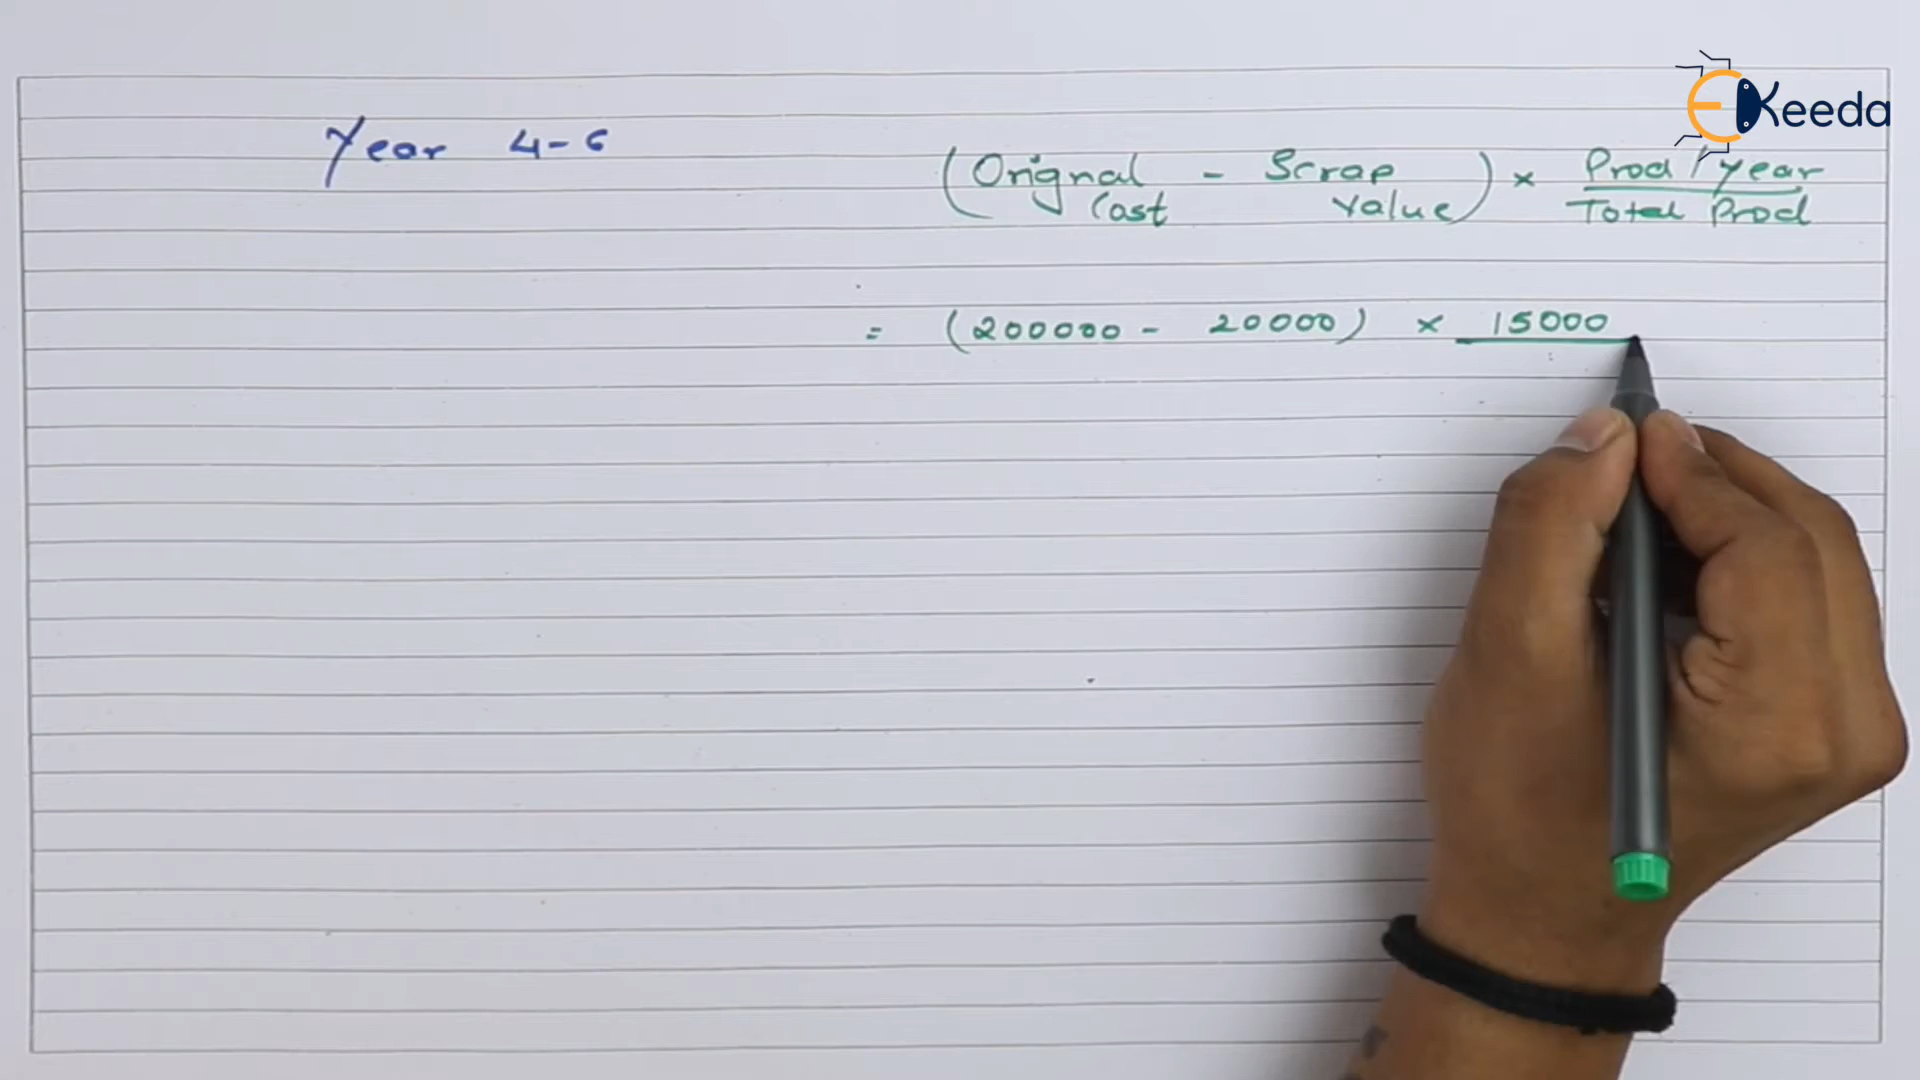 EKeeda
Year 4-6
(Orignal - Scrap ) × Prod / year
Cost value Total Prod
= (200000 - 20000) × 15000